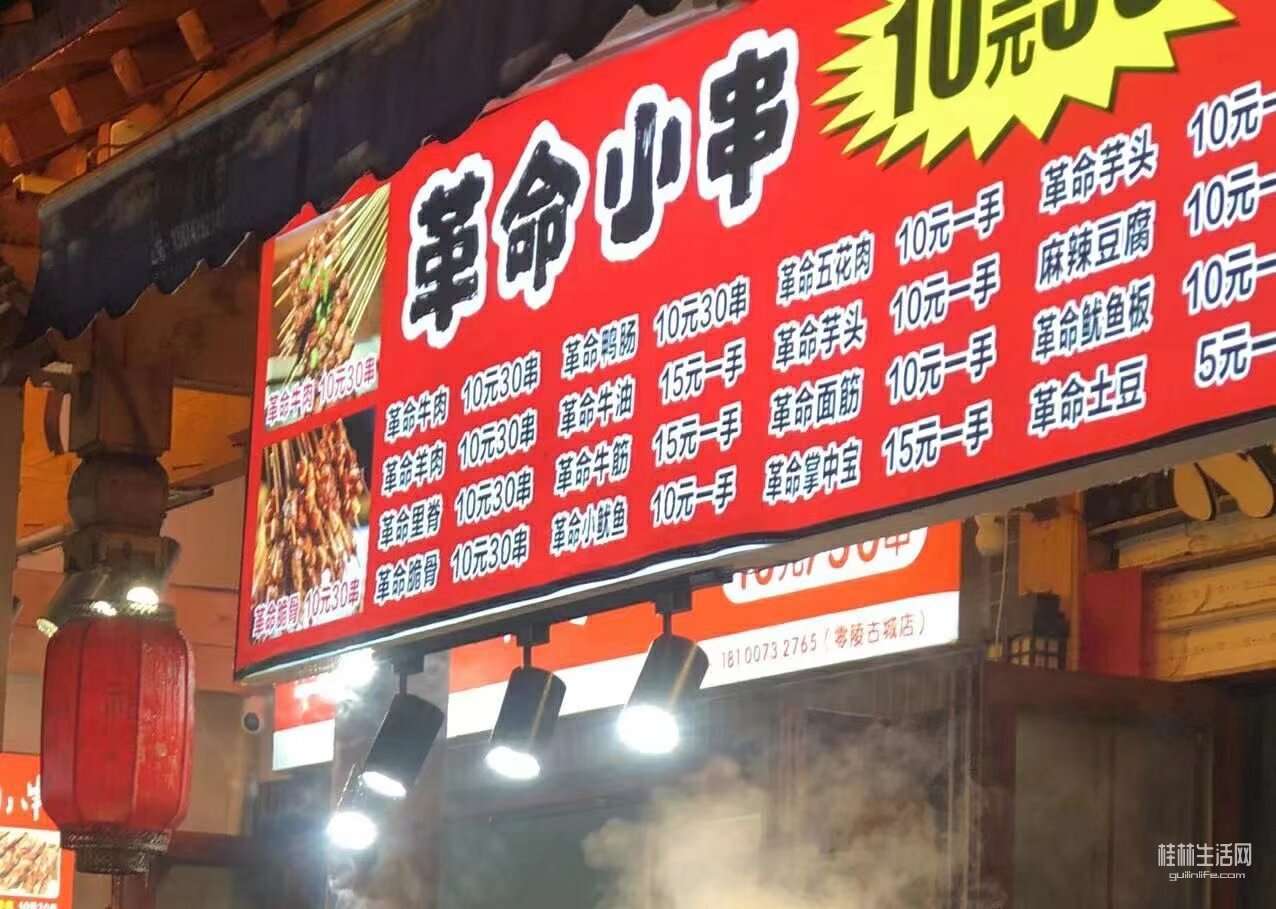 革命小串
10元30
革命牛肉 10元30串
革命脆骨 10元30串
革命牛肉 10元30串 革命鸭肠 10元30串 革命五花肉 10元一手 革命芋头 10元一
革命羊肉 10元30串 革命牛油 15元一手 革命芋头 10元一手 麻辣豆腐 10元一
革命里脊 10元30串 革命牛筋 15元一手 革命面筋 10元一手 革命鱿鱼板 10元一
革命脆骨 10元30串 革命小鱿鱼 10元一手 革命掌中宝 15元一手 革命土豆 5元一
10元/30串
18100732765（零陵古城店）
小串
桂林生活网
guilinlife.com